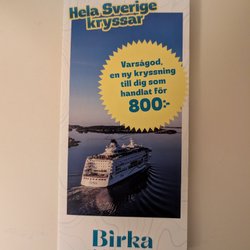 Hela Sverige
kryssar
Varsågod,
en ny kryssning
till dig som
handlat för
800:-
Birka